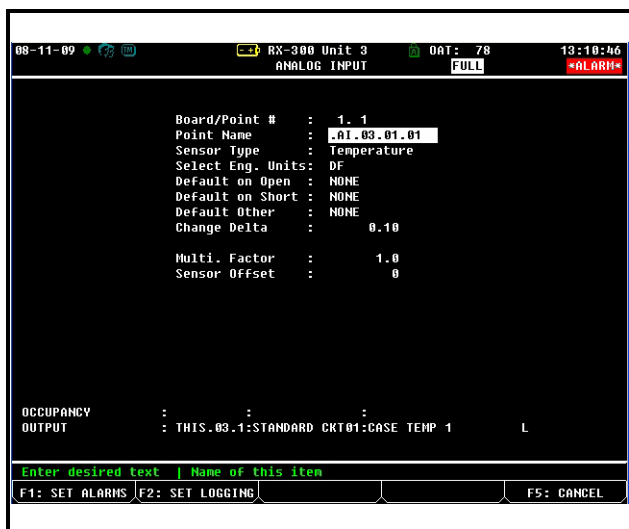 08-11-09 TM - + RX-300 Unit 3 OAT: 78 13:10:46
ANALOG INPUT FULL *ALARM*
Board/Point # : 1. 1
Point Name : .AI.03.01.01
Sensor Type : Temperature
Select Eng. Units: DF
Default on Open : NONE
Default on Short : NONE
Default Other : NONE
Change Delta : 0.10
Multi. Factor : 1.0
Sensor Offset : 0
OCCUPANCY : : :
OUTPUT : THIS.03.1:STANDARD CKT01:CASE TEMP 1 L
Enter desired text | Name of this item
F1: SET ALARMS F2: SET LOGGING F5: CANCEL